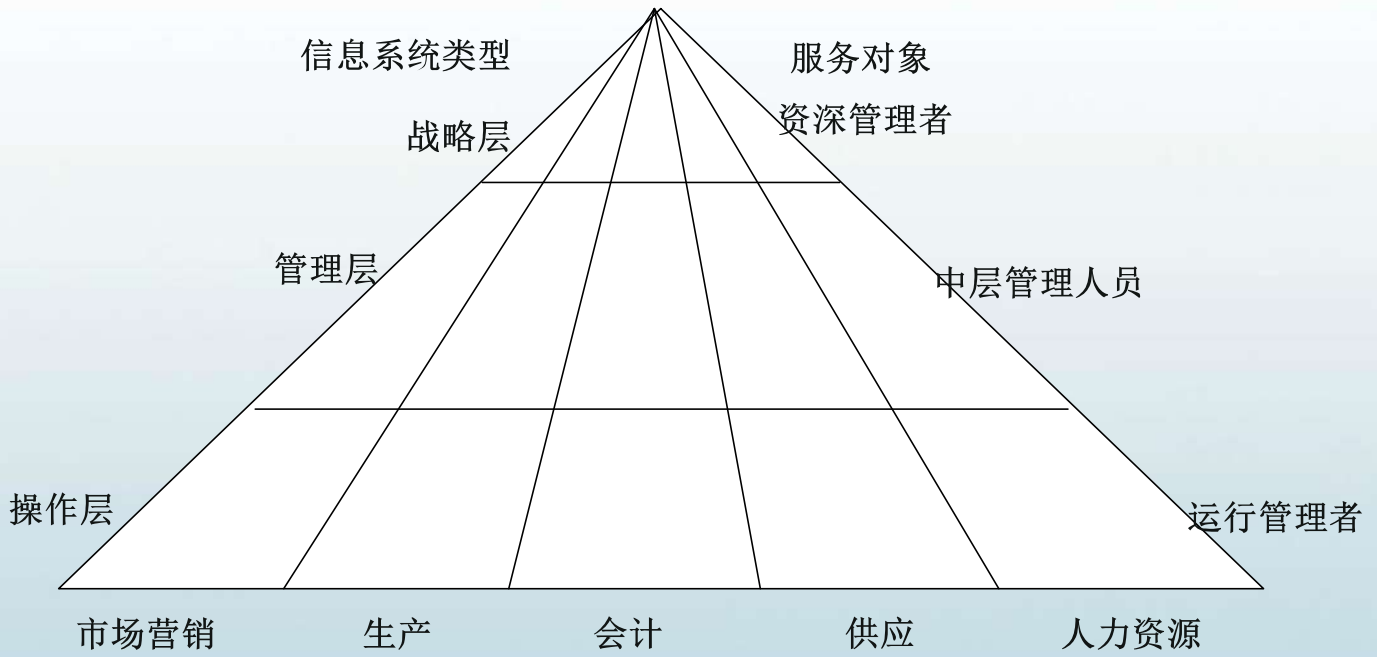 信息系统类型
服务对象
战略层
资深管理者
管理层
中层管理人员
操作层
运行管理者
市场营销
生产
会计
供应
人力资源